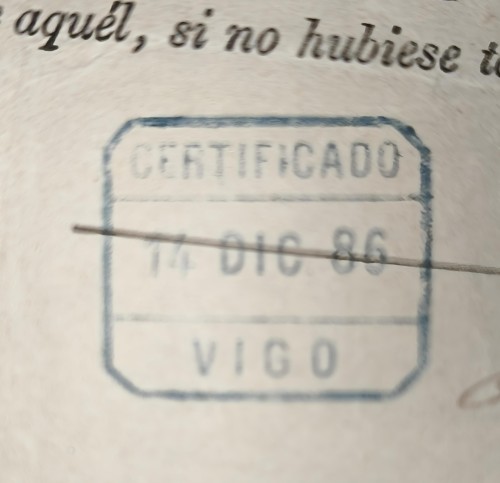 aquél, si no hubiese
CERTIFICADO
14 DIC 86
VIGO